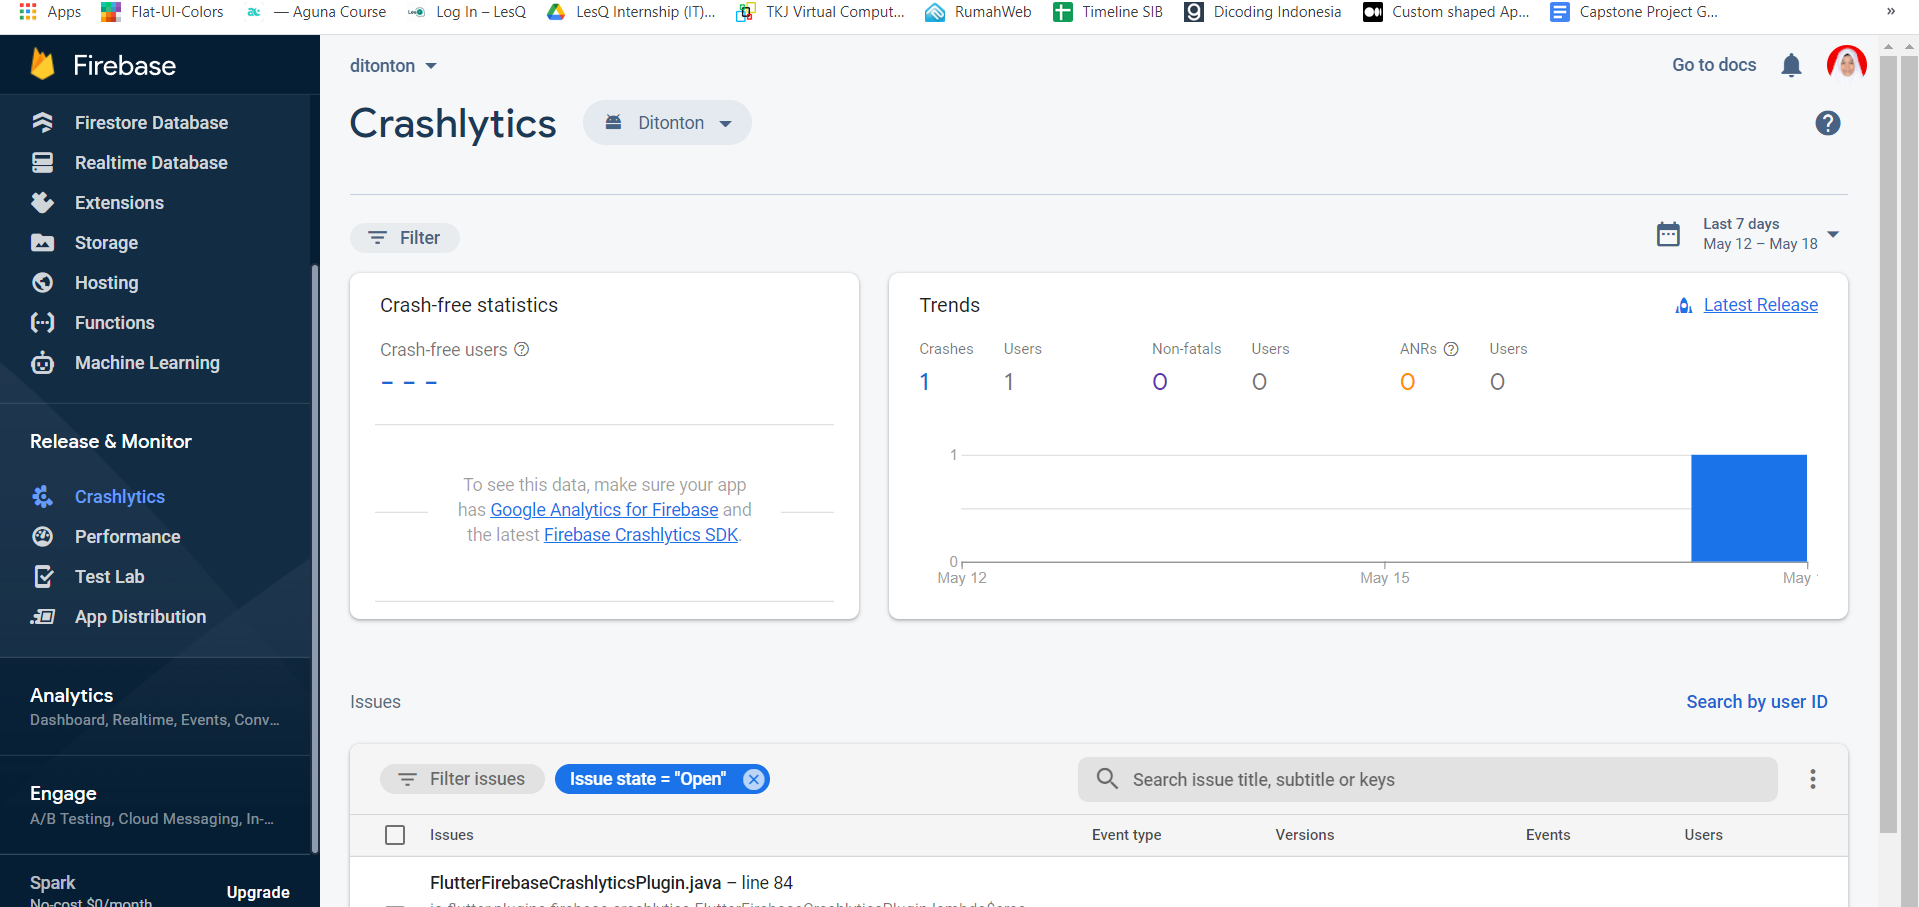 Apps
Flat-UI-Colors
— Aguna Course
Log In – LesQ
LesQ Internship (IT)...
TKJ Virtual Comput...
RumahWeb
Timeline SIB
Dicoding Indonesia
Custom shaped Ap...
Capstone Project G...
»
Firebase
Firestore Database
Realtime Database
Extensions
Storage
Hosting
Functions
Machine Learning
Release & Monitor
Crashlytics
Performance
Test Lab
App Distribution
Analytics
Dashboard, Realtime, Events, Conv...
Engage
A/B Testing, Cloud Messaging, In-...
Spark
No-cost $0/month
Upgrade
ditonton
Go to docs
Crashlytics
Ditonton
Filter
Last 7 days
May 12 – May 18
Crash-free statistics
Crash-free users
- - -
To see this data, make sure your app
has Google Analytics for Firebase and
the latest Firebase Crashlytics SDK.
Trends
Latest Release
Crashes Users Non-fatals Users ANRs Users
1 1 0 0 0 0
1
0
May 12 May 15 May
Issues
Search by user ID
Filter issues
Issue state = "Open"
Search issue title, subtitle or keys
Issues Event type Versions Events Users
FlutterFirebaseCrashlyticsPlugin.java – line 84